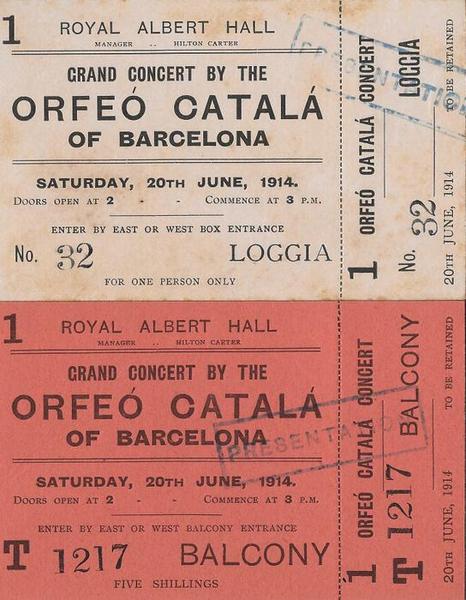 1
ROYAL ALBERT HALL
MANAGER .. HILTON CARTER
GRAND CONCERT BY THE
ORFEÓ CATALÁ
OF BARCELONA
SATURDAY, 20TH JUNE, 1914.
DOORS OPEN AT 2 - - COMMENCE AT 3 P.M.
ENTER BY EAST OR WEST BOX ENTRANCE
No. 32 LOGGIA
FOR ONE PERSON ONLY
1 ORFEÓ CATALÁ CONCERT
No. 32 LOGGIA
20TH JUNE, 1914 TO BE RETAINED
PRESENTATION
1
ROYAL ALBERT HALL
MANAGER .. HILTON CARTER
GRAND CONCERT BY THE
ORFEÓ CATALÁ
OF BARCELONA
SATURDAY, 20TH JUNE, 1914.
DOORS OPEN AT 2 - - COMMENCE AT 3 P.M.
ENTER BY EAST OR WEST BALCONY ENTRANCE
T 1217 BALCONY
FIVE SHILLINGS
1 ORFEÓ CATALÁ CONCERT
T 1217 BALCONY
20TH JUNE, 1914 TO BE RETAINED
PRESENTATION